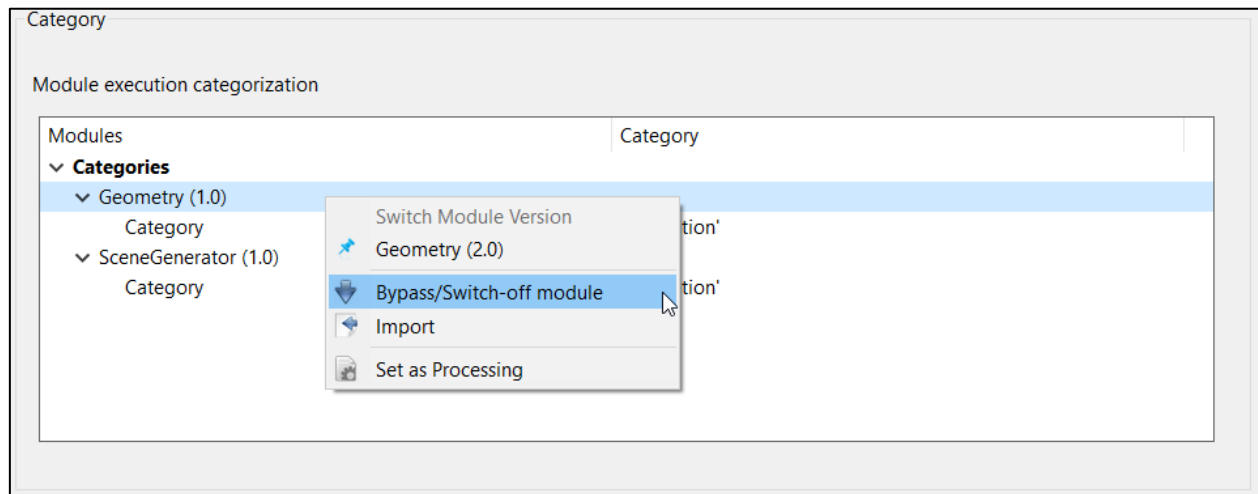 Category
Module execution categorization
Modules Category
Categories
Geometry (1.0)
Switch Module Version
Category tion'
Geometry (2.0)
SceneGenerator (1.0)
Category Bypass/Switch-off module tion'
Import
Set as Processing